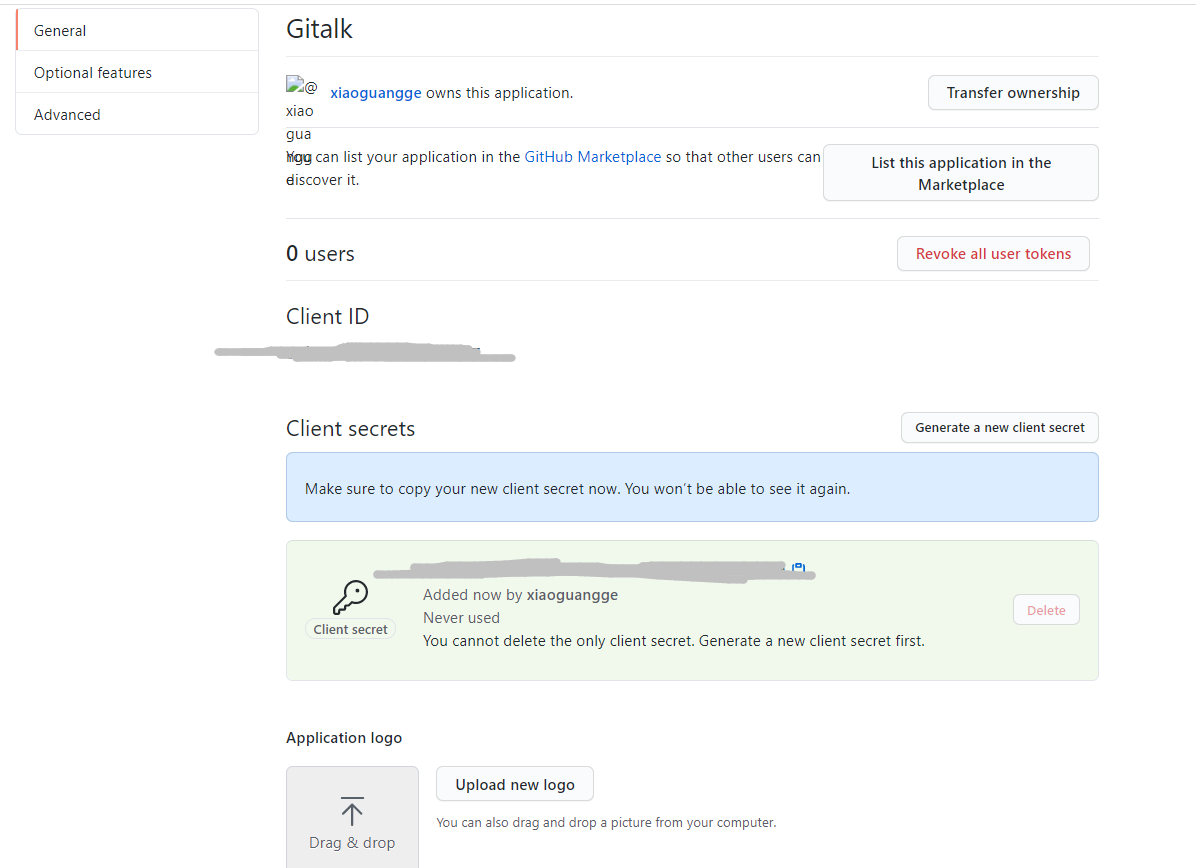 General
Optional features
Advanced
Gitalk
@xiaoguangge
xiaoguangge owns this application.
Transfer ownership
You can list your application in the GitHub Marketplace so that other users can
discover it.
List this application in the
Marketplace
0 users
Revoke all user tokens
Client ID
Client secrets
Generate a new client secret
Make sure to copy your new client secret now. You won’t be able to see it again.
Client secret
Added now by xiaoguangge
Never used
You cannot delete the only client secret. Generate a new client secret first.
Delete
Application logo
Drag & drop
Upload new logo
You can also drag and drop a picture from your computer.